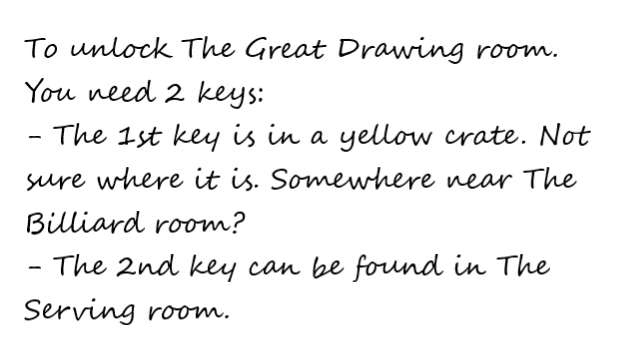 To unlock The Great Drawing room.
You need 2 keys:
- The 1st key is in a yellow crate. Not
sure where it is. Somewhere near The
Billiard room?
- The 2nd key can be found in The
Serving room.